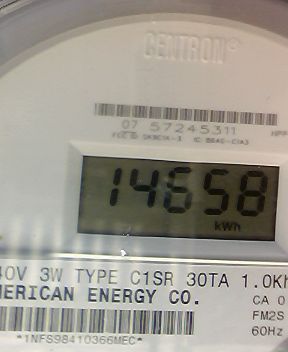 CENTRON®
07 57245311
14658
kWh
40V 3W TYPE C1SR 30TA 1.0Kh
MERICAN ENERGY CO.
CA 0
FM2S
60Hz
*1NFS98410366MEC*